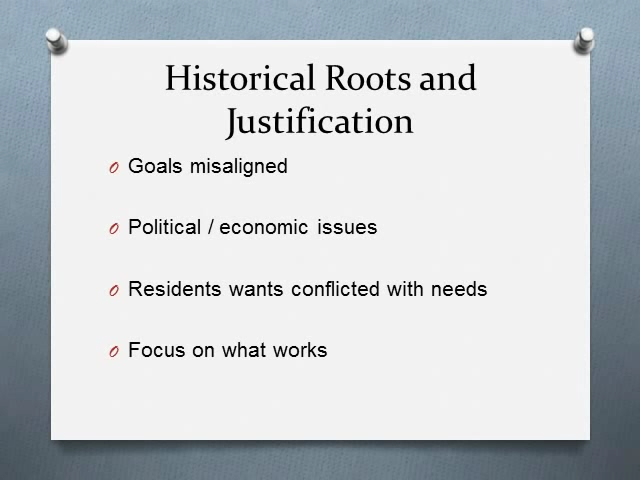 Historical Roots and
Justification
Goals misaligned
Political / economic issues
Residents wants conflicted with needs
Focus on what works